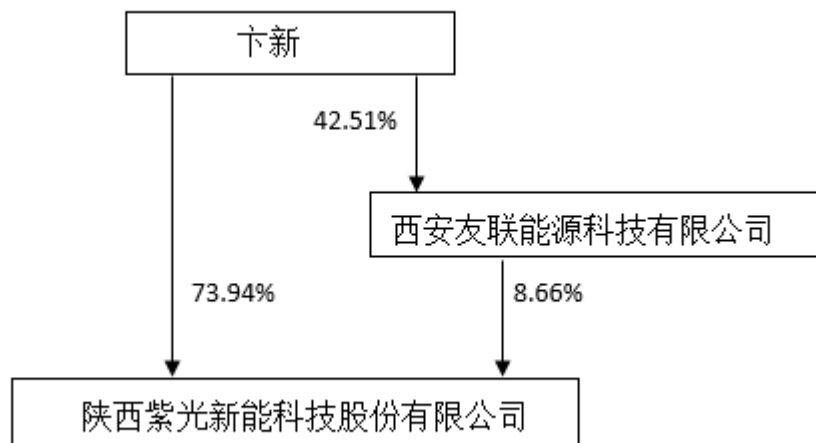 卞新
42.51%
西安友联能源科技有限公司
73.94%
8.66%
陕西紫光新能科技股份有限公司